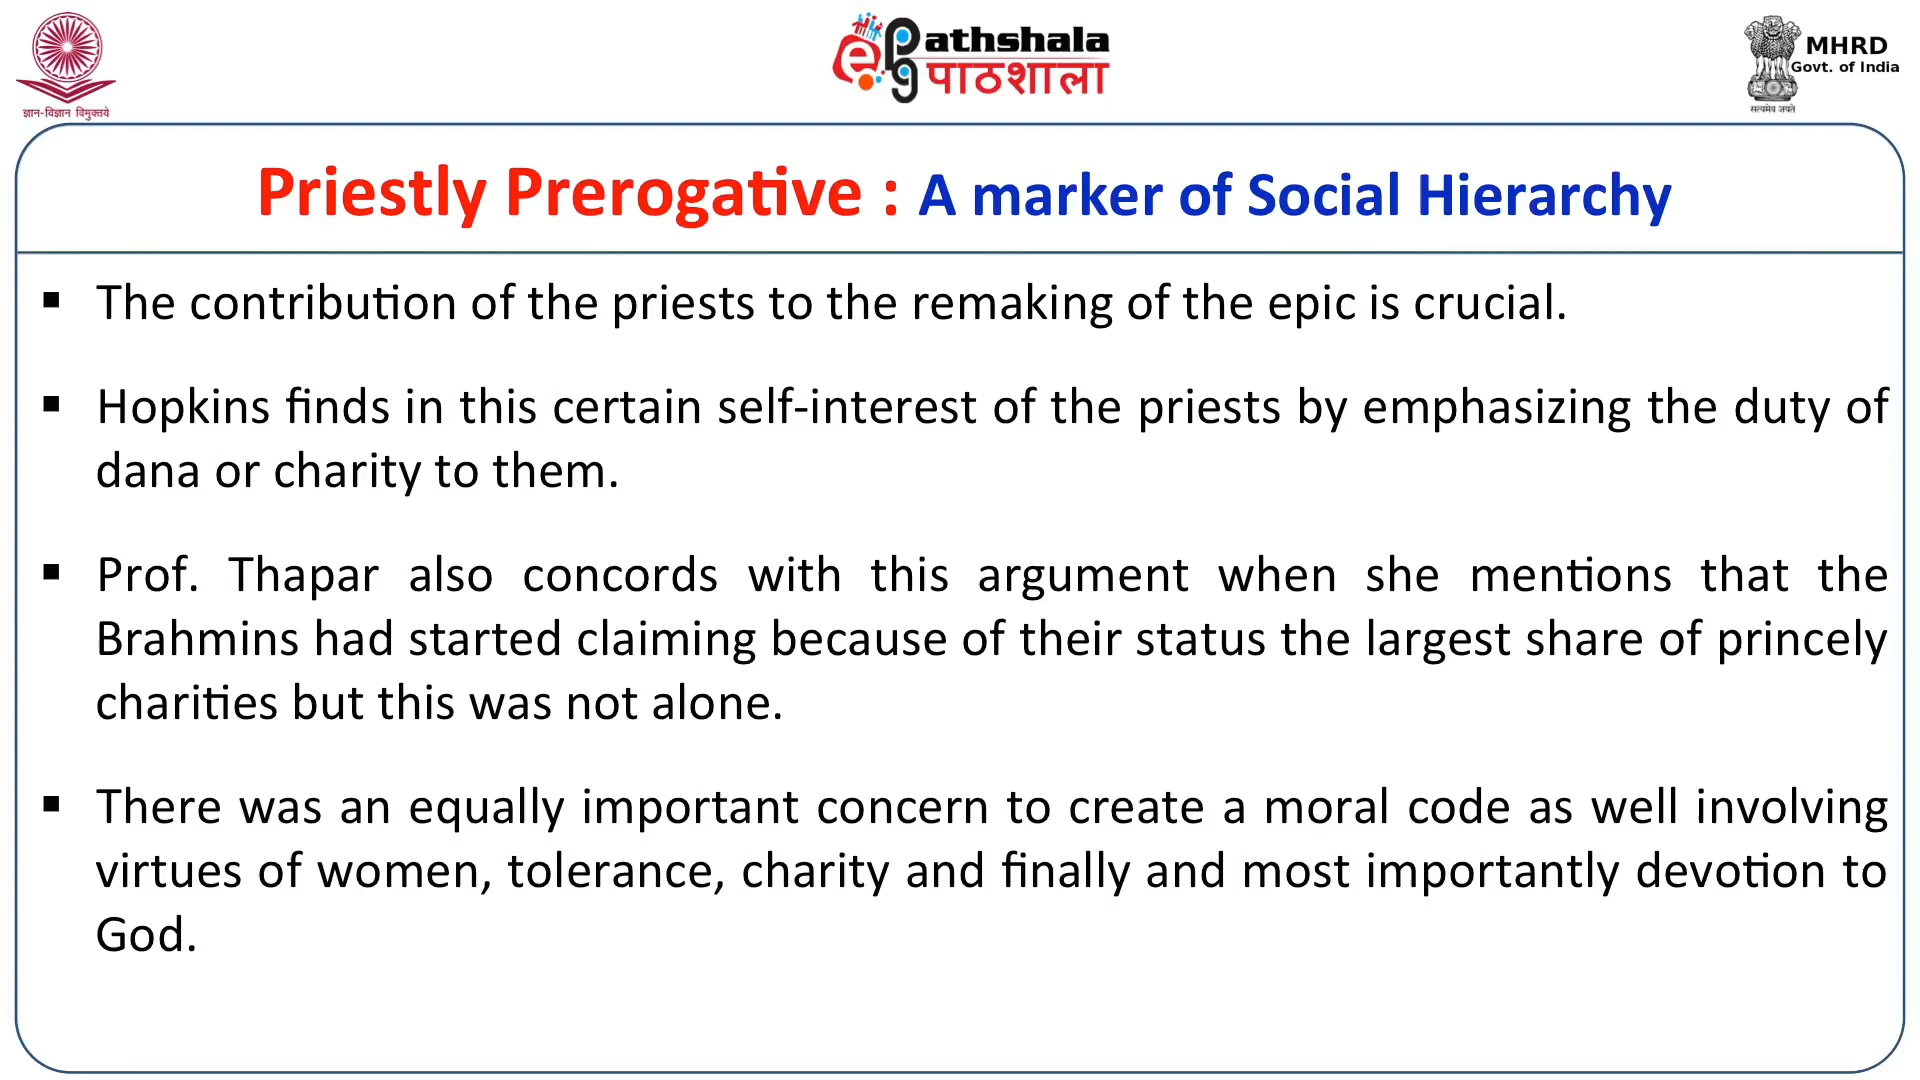 ज्ञान-विज्ञान विमुक्तये
ePathshala
पाठशाला
MHRD
Govt. of India
सत्यमेव जयते
Priestly Prerogative : A marker of Social Hierarchy
▪ The contribution of the priests to the remaking of the epic is crucial.
▪ Hopkins finds in this certain self-interest of the priests by emphasizing the duty of
dana or charity to them.
▪ Prof. Thapar also concords with this argument when she mentions that the
Brahmins had started claiming because of their status the largest share of princely
charities but this was not alone.
▪ There was an equally important concern to create a moral code as well involving
virtues of women, tolerance, charity and finally and most importantly devotion to
God.